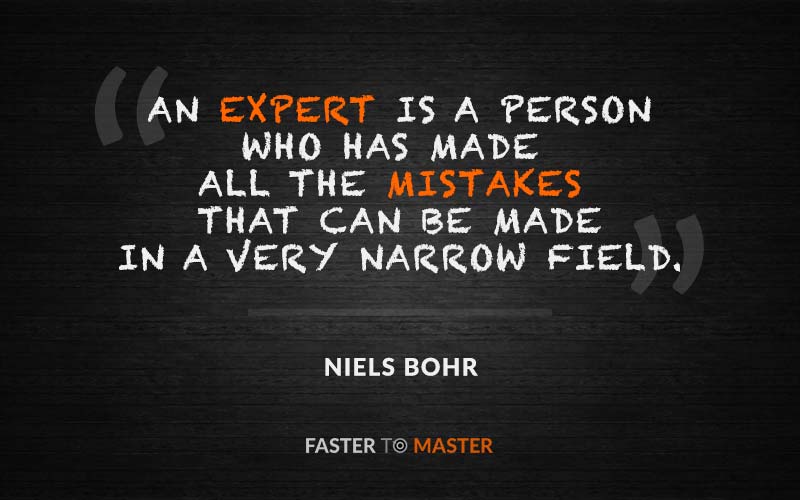 “
AN EXPERT IS A PERSON
WHO HAS MADE
ALL THE MISTAKES
THAT CAN BE MADE
IN A VERY NARROW FIELD.
”
NIELS BOHR
FASTER TO MASTER